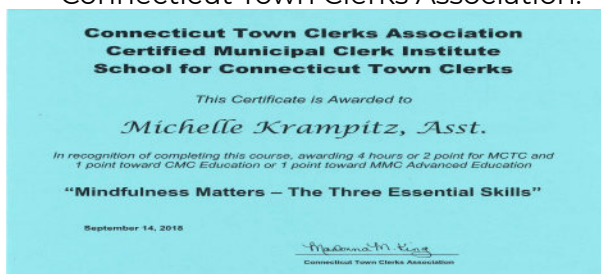 Connecticut Town Clerks Association.
Connecticut Town Clerks Association
Certified Municipal Clerk Institute
School for Connecticut Town Clerks
This Certificate is Awarded to
Michelle Krampitz, Asst.
In recognition of completing this course, awarding 4 hours or 2 point for MCTC and
1 point toward CMC Education or 1 point toward MMC Advanced Education
“Mindfulness Matters – The Three Essential Skills”
September 14, 2018
King
Connecticut Town Clerks Association